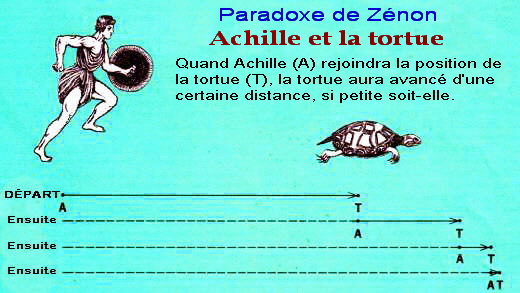 Paradoxe de Zénon
Achille et la tortue
Quand Achille (A) rejoindra la position de
la tortue (T), la tortue aura avancé d'une
certaine distance, si petite soit-elle.
DÉPART
A T
Ensuite
A T
Ensuite
A T
Ensuite
AT